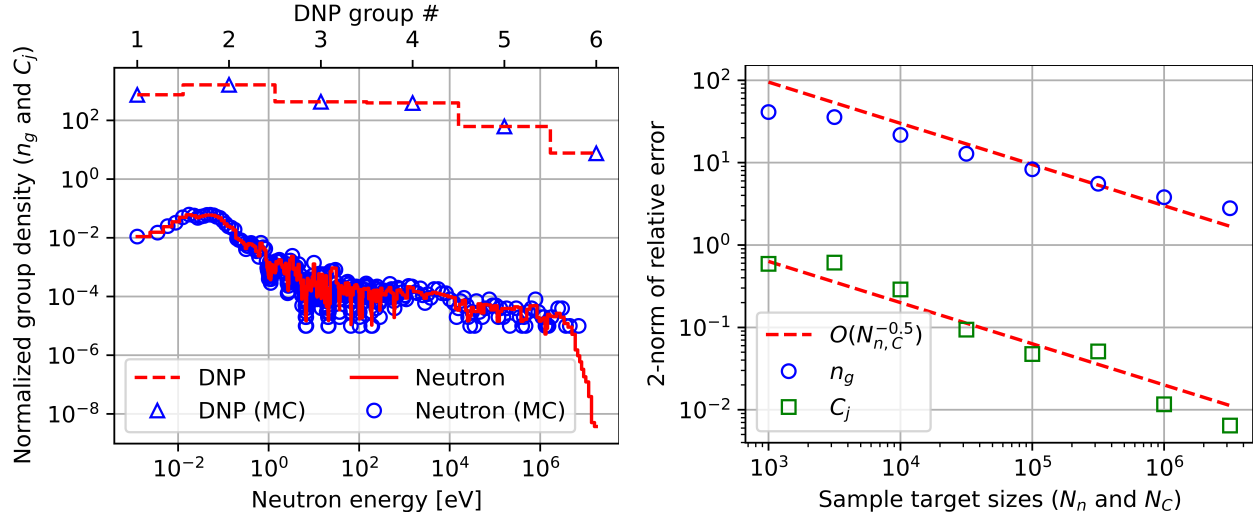 DNP group #
1 2 3 4 5 6
Normalized group density (n_g and C_j)
10^2
10^0
10^{-2}
10^{-4}
10^{-6}
10^{-8}
DNP
DNP (MC)
Neutron
Neutron (MC)
10^{-2} 10^0 10^2 10^4 10^6
Neutron energy [eV]
2-norm of relative error
10^2
10^1
10^0
10^{-1}
10^{-2}
O(N_{n,C}^{-0.5})
n_g
C_j
10^3 10^4 10^5 10^6
Sample target sizes (N_n and N_C)